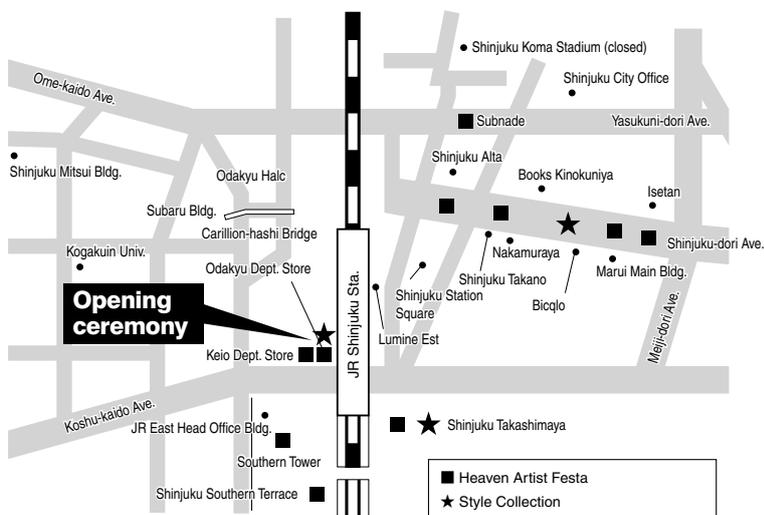 Shinjuku Koma Stadium (closed)
Ome-kaido Ave.
Shinjuku City Office
Subnade
Yasukuni-dori Ave.
Shinjuku Mitsui Bldg.
Shinjuku Alta
Odakyu Halc
Books Kinokuniya
Isetan
Subaru Bldg.
Carillion-hashi Bridge
Shinjuku-dori Ave.
Kogakuin Univ.
Nakamuraya
Odakyu Dept. Store
Shinjuku Takano
Marui Main Bldg.
Shinjuku Station
Square
Bicqlo
Opening
ceremony
JR Shinjuku Sta.
Lumine Est
Meiji-dori Ave.
Keio Dept. Store
Koshu-kaido Ave.
JR East Head Office Bldg.
Shinjuku Takashimaya
Southern Tower
Shinjuku Southern Terrace
Heaven Artist Festa
Style Collection